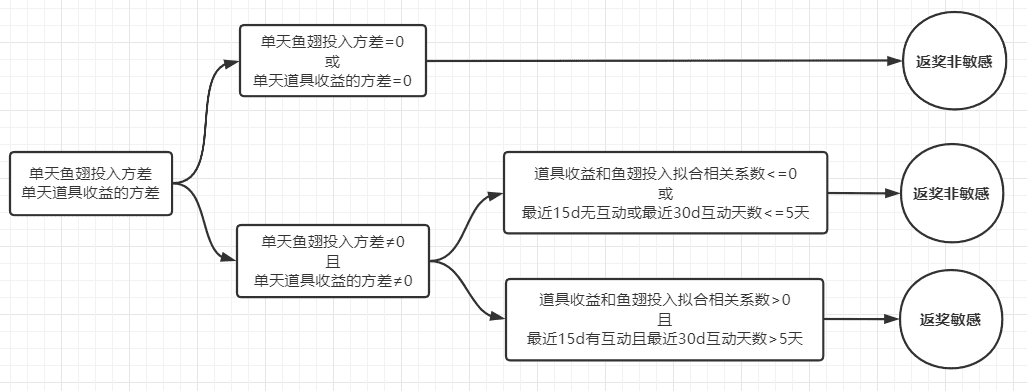 单天鱼翅投入方差=0
或
单天道具收益的方差=0
返奖非敏感
单天鱼翅投入方差
单天道具收益的方差
道具收益和鱼翅投入拟合相关系数<=0
或
最近15d无互动或最近30d互动天数<=5天
返奖非敏感
单天鱼翅投入方差≠0
且
单天道具收益的方差≠0
道具收益和鱼翅投入拟合相关系数>0
且
最近15d有互动且最近30d互动天数>5天
返奖敏感